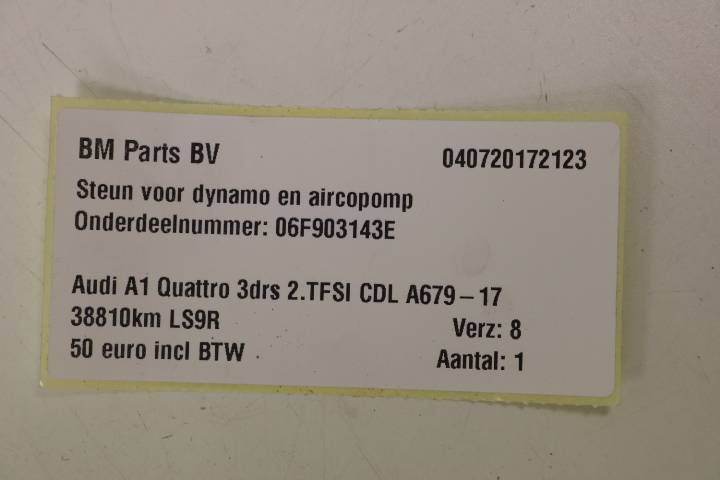 BM Parts BV 040720172123
Steun voor dynamo en aircopomp
Onderdeelnummer: 06F903143E
Audi A1 Quattro 3drs 2.TFSI CDL A679 – 17
38810km LS9R Verz: 8
50 euro incl BTW Aantal: 1